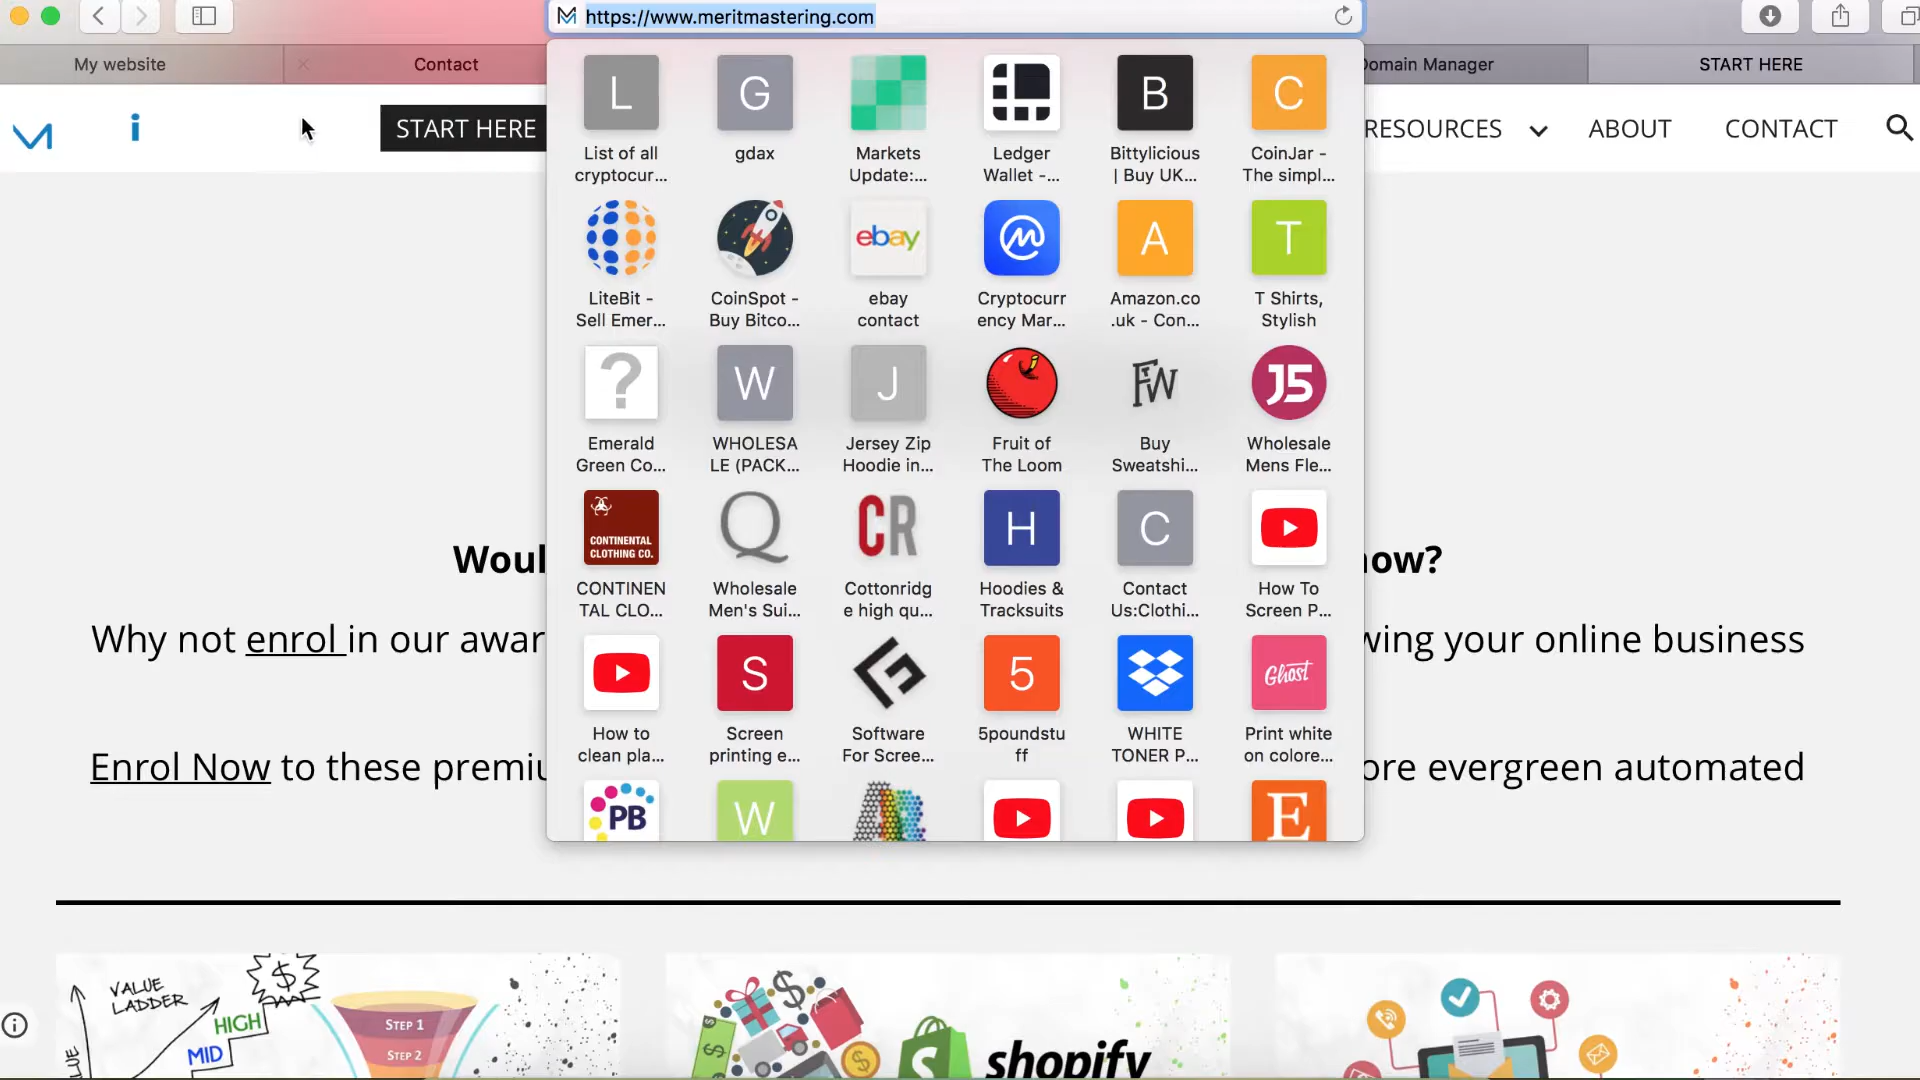 https://www.meritmastering.com
My website
Contact
Domain Manager
START HERE
i
START HERE
RESOURCES
ABOUT
CONTACT
L
G
B
C
List of all cryptocur...
gdax
Markets Update:...
Ledger Wallet -...
Bittylicious | Buy UK...
CoinJar - The simpl...
ebay
A
T
LiteBit - Sell Emer...
CoinSpot - Buy Bitco...
ebay contact
Cryptocurrency Mar...
Amazon.co.uk - Con...
T Shirts, Stylish
?
W
J
FTW
J5
Emerald Green Co...
WHOLESALE (PACK...
Jersey Zip Hoodie in...
Fruit of The Loom
Buy Sweatshi...
Wholesale Mens Fle...
CONTINENTAL CLOTHING CO.
Q
CR
H
C
CONTINENTAL CLO...
Wholesale Men's Sui...
Cottonridge high qu...
Hoodies & Tracksuits
Contact Us:Clothi...
How To Screen P...
S
5
Ghost
How to clean pla...
Screen printing e...
Software For Scree...
5poundstuff
WHITE TONER P...
Print white on colore...
PB
W
E
Woul
now?
Why not enrol in our awar
wing your online business
Enrol Now to these premiu
ore evergreen automated
VALUE LADDER
HIGH
MID
VALUE
$
STEP 1
STEP 2
shopify